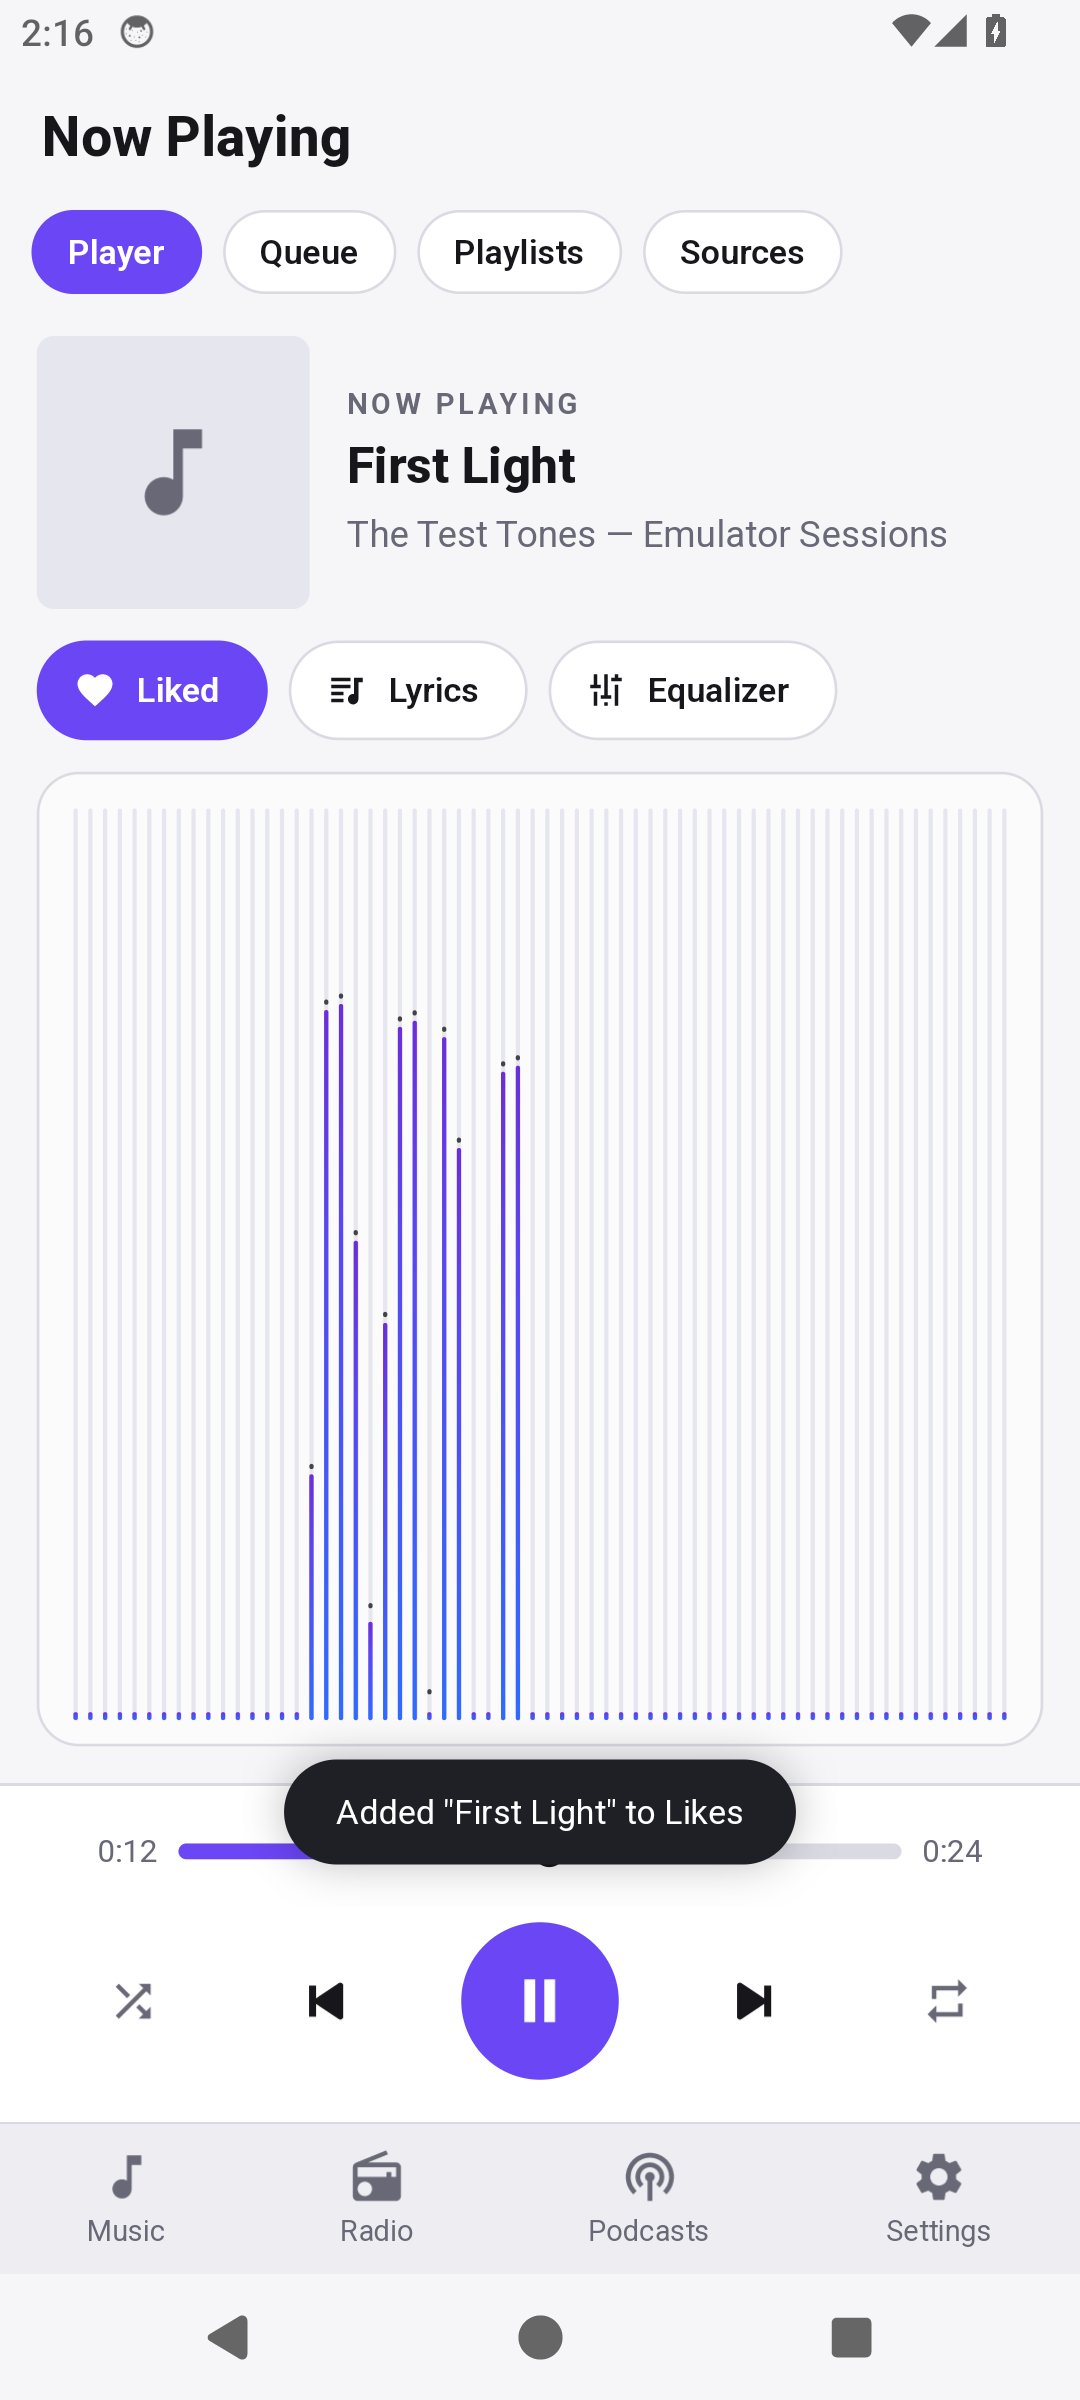 2:16
Now Playing
Player Queue Playlists Sources
NOW PLAYING
First Light
The Test Tones — Emulator Sessions
Liked Lyrics Equalizer
Added "First Light" to Likes
0:12 0:24
Music Radio Podcasts Settings